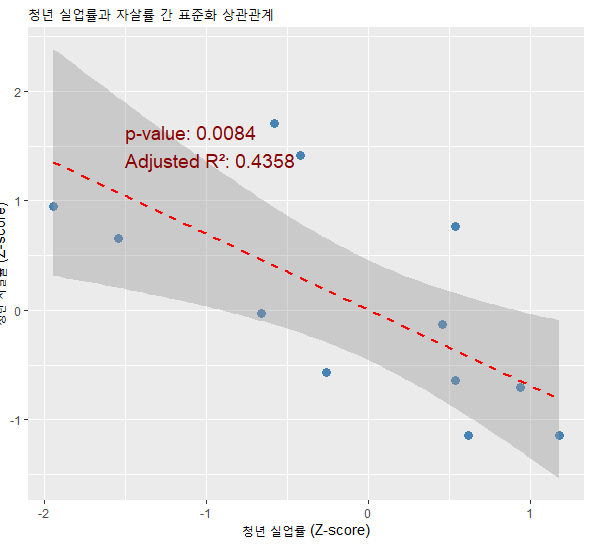 청년 실업률과 자살률 간 표준화 상관관계
p-value: 0.0084
Adjusted R²: 0.4358
2
1
0
-1
-2
-1
0
1
청년 실업률 (Z-score)
(Z-score)